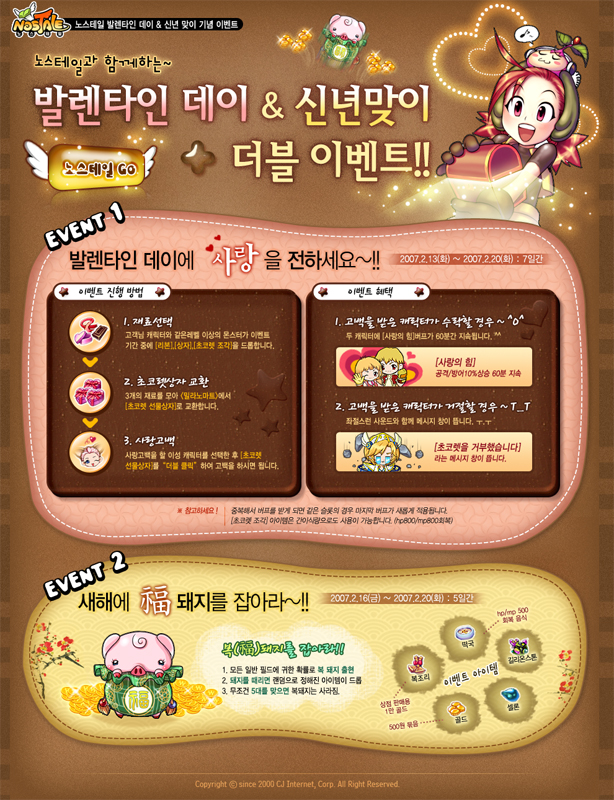 NosTale 노스테일 발렌타인 데이 & 신년 맞이 기념 이벤트
노스테일과 함께하는~
발렌타인 데이 & 신년맞이
더블 이벤트!!
노스테일 GO
EVENT 1
발렌타인 데이에 사랑을 전하세요~!!
2007.2.13(화) ~ 2007.2.20(화) : 7일간
이벤트 진행 방법
1. 재료선택
고객님 캐릭터와 같은레벨 이상의 몬스터가 이벤트
기간 중에 [리본],[상자],[초코렛 조각]을 드롭합니다.
2. 초코렛상자 교환
3개의 재료를 모아 (말라노마트)에서
[초코렛 선물상자]로 교환합니다.
3. 사랑고백
사랑고백을 할 이성 캐릭터를 선택한 후 [초코렛
선물상자]를 "더블 클릭" 하여 고백을 하시면 됩니다.
이벤트 혜택
1. 고백을 받은 캐릭터가 수락할 경우 ~ ^o^
두 캐릭터에 [사랑의 힘]버프가 60분간 지속됩니다. ^^
[사랑의 힘]
공격/방어10%상승 60분 지속
2. 고백을 받은 캐릭터가 거절할 경우 ~ T_T
좌절스런 사운드와 함께 메시지 창이 뜹니다. ㅜ.ㅜ
[초코렛을 거부했습니다]
라는 메시지 창이 뜹니다.
※ 참고하세요 !
중복해서 버프를 받게 되면 같은 슬롯의 경우 마지막 버프가 새롭게 적용됩니다.
[초코렛 조각] 아이템은 간이식량으로도 사용이 가능합니다. (hp800/mp800회복)
EVENT 2
새해에 福 돼지를 잡아라~!!
2007.2.16(금) ~ 2007.2.20(화) : 5일간
복(福)돼지를 잡아라!
1. 모든 일반 필드에 귀한 확률로 복 돼지 출현
2. 돼지를 때리면 랜덤으로 정해진 아이템이 드롭
3. 무조건 5대를 맞으면 복돼지는 사라짐.
hp/mp 500
회복 음식
떡국
복조리
길리온스톤
이벤트 아이템
상점 판매용
1만 골드
골드
셀룬
500원 묶음
Copyright ⓒ since 2000 CJ Internet, Corp. All Right Reserved.